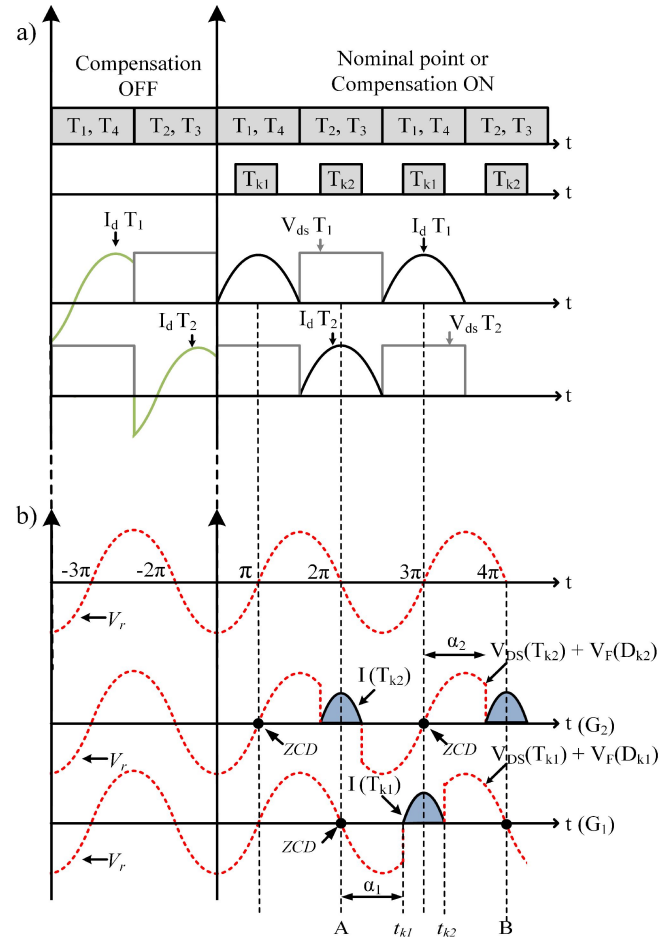 a)
Compensation
OFF
Nominal point or
Compensation ON
T1, T4 T2, T3 T1, T4 T2, T3 T1, T4 T2, T3 t
Tk1 Tk2 Tk1 Tk2 t
Id T1 Vds T1 Id T1
t
Id T2 Id T2 Vds T2
t
b)
-3π -2π π 2π 3π 4π t
Vr
α2 VDS(Tk2) + VF(Dk2)
I (Tk2)
t (G2)
Vr ZCD ZCD
VDS(Tk1) + VF(Dk1)
I (Tk1)
t (G1)
ZCD
Vr
α1
A tk1 tk2 B